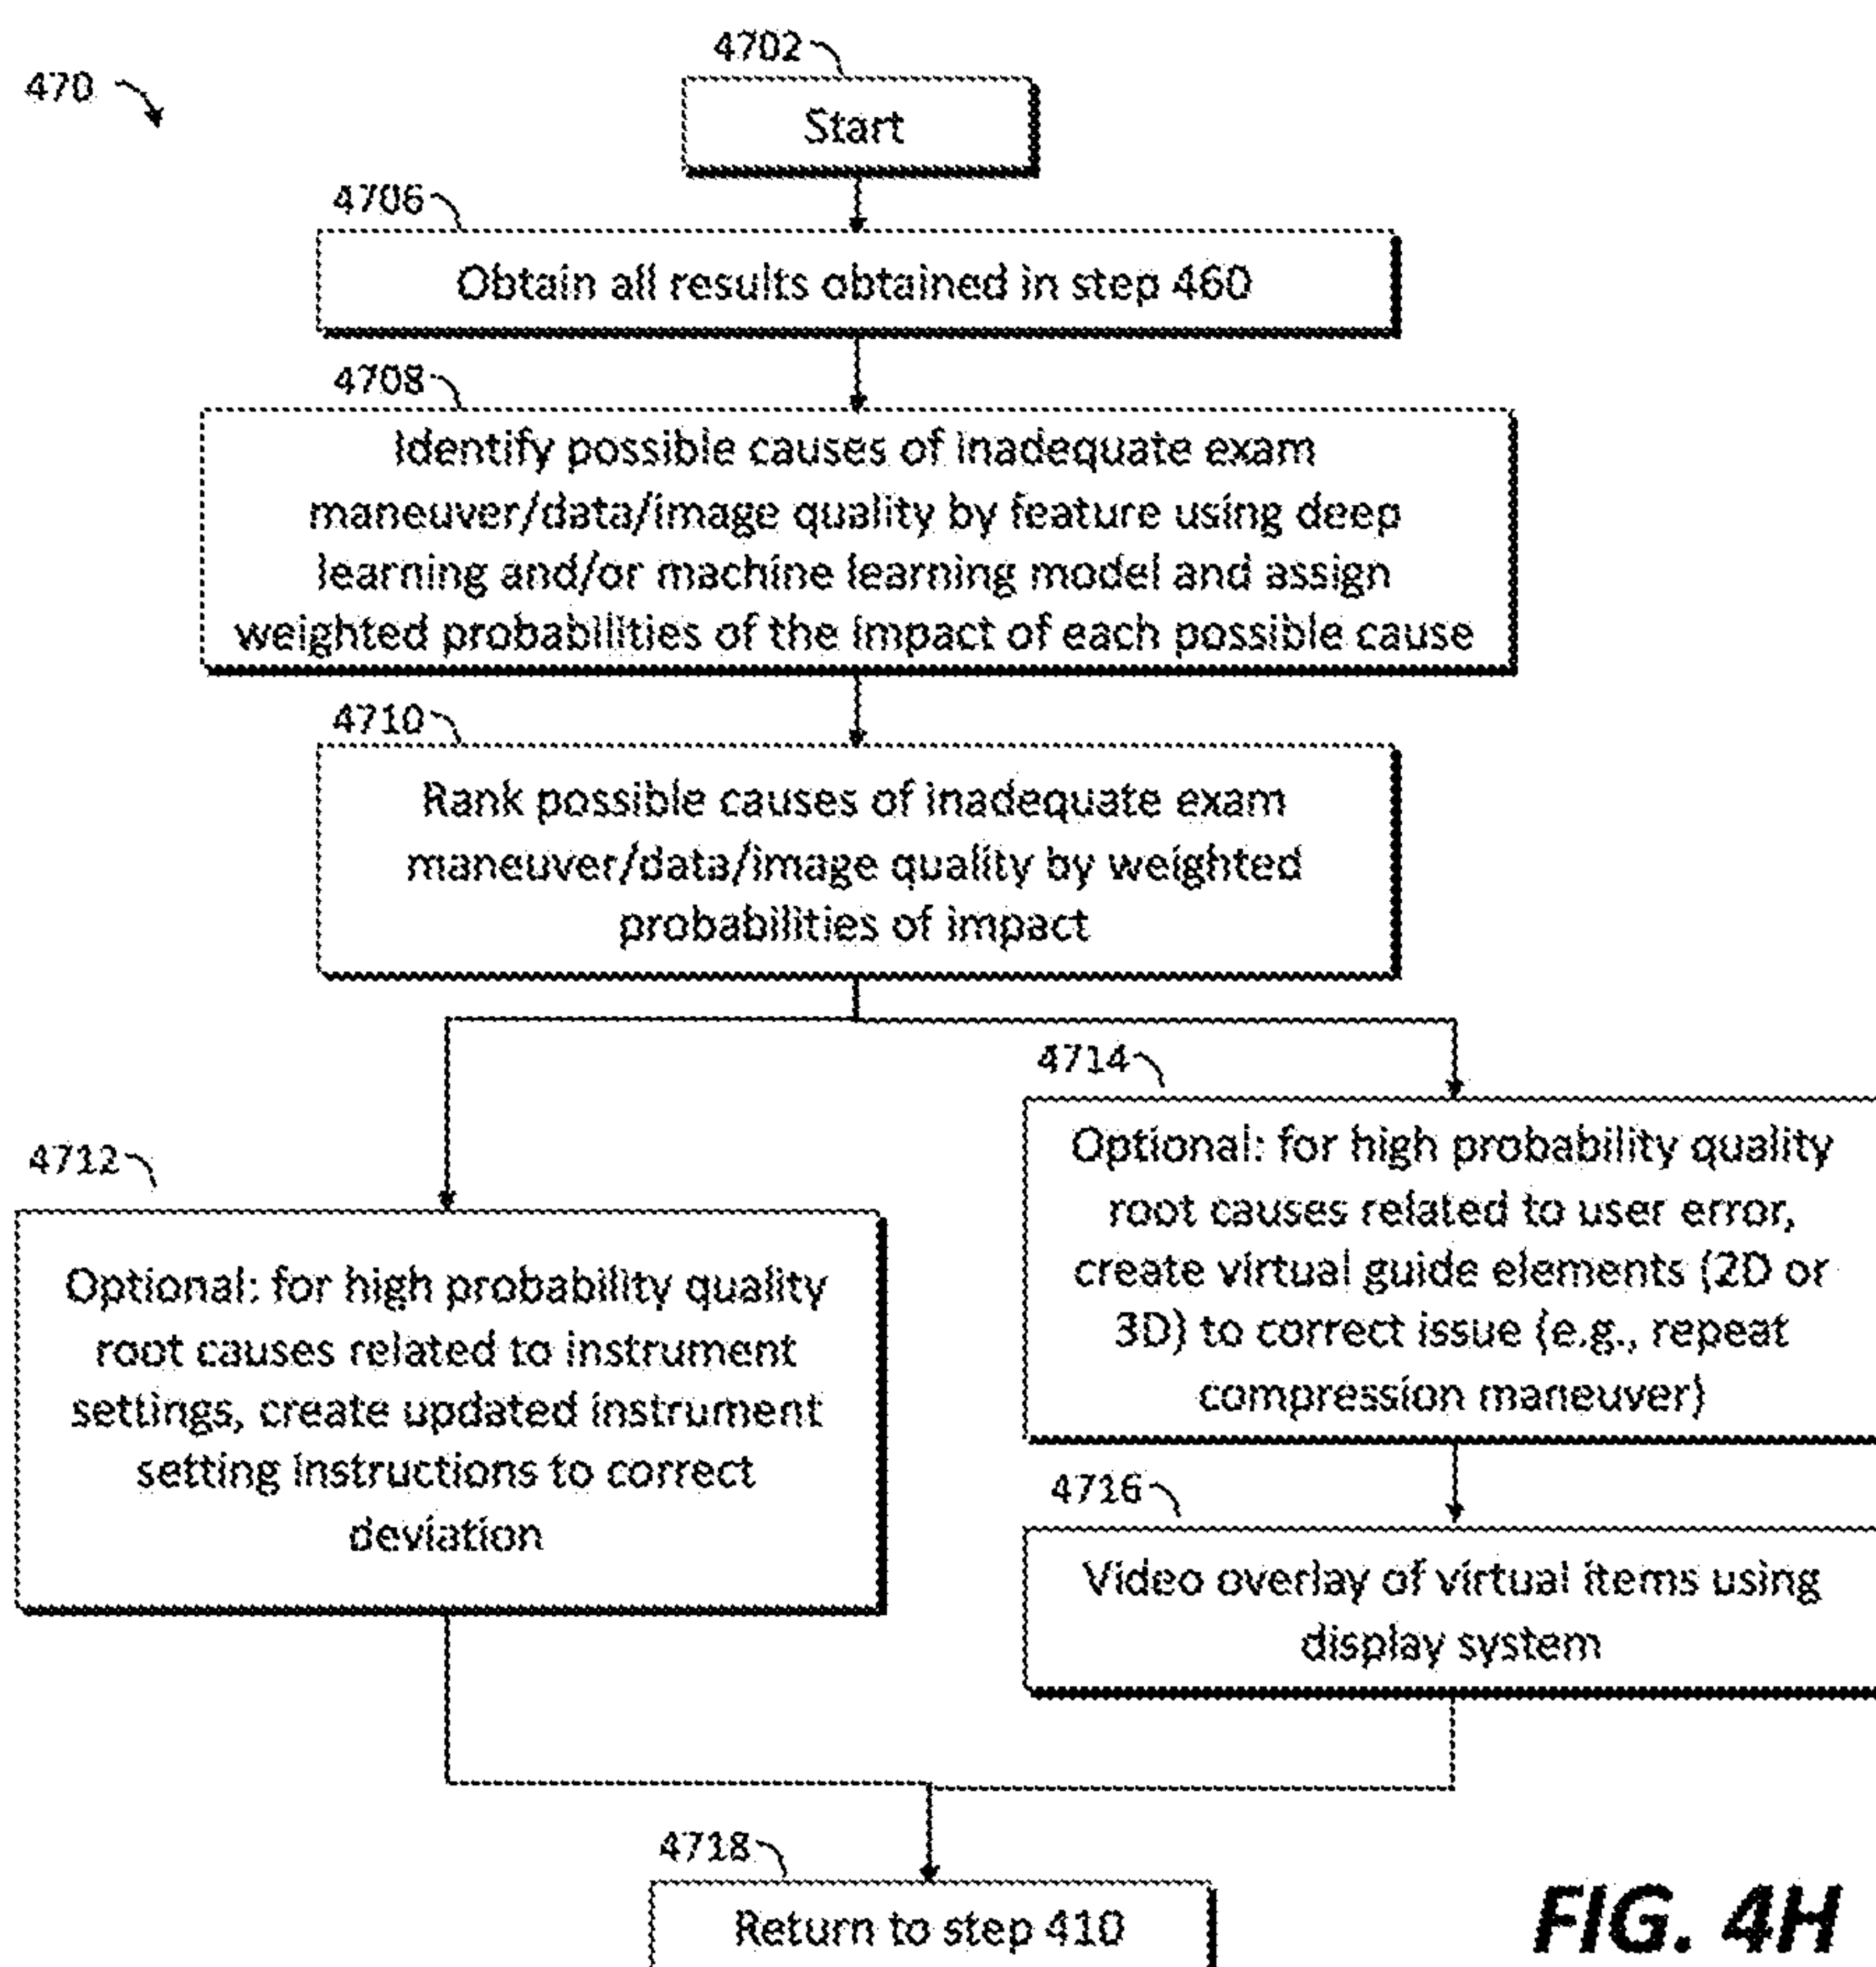 470
4702
Start
4706
Obtain all results obtained in step 460
4708
Identify possible causes of inadequate exam
maneuver/data/image quality by feature using deep
learning and/or machine learning model and assign
weighted probabilities of the impact of each possible cause
4710
Rank possible causes of inadequate exam
maneuver/data/image quality by weighted
probabilities of impact
4712
Optional: for high probability quality
root causes related to instrument
settings, create updated instrument
setting instructions to correct
deviation
4714
Optional: for high probability quality
root causes related to user error,
create virtual guide elements (2D or
3D) to correct issue (e.g., repeat
compression maneuver)
4716
Video overlay of virtual items using
display system
4718
Return to step 410
FIG. 4H